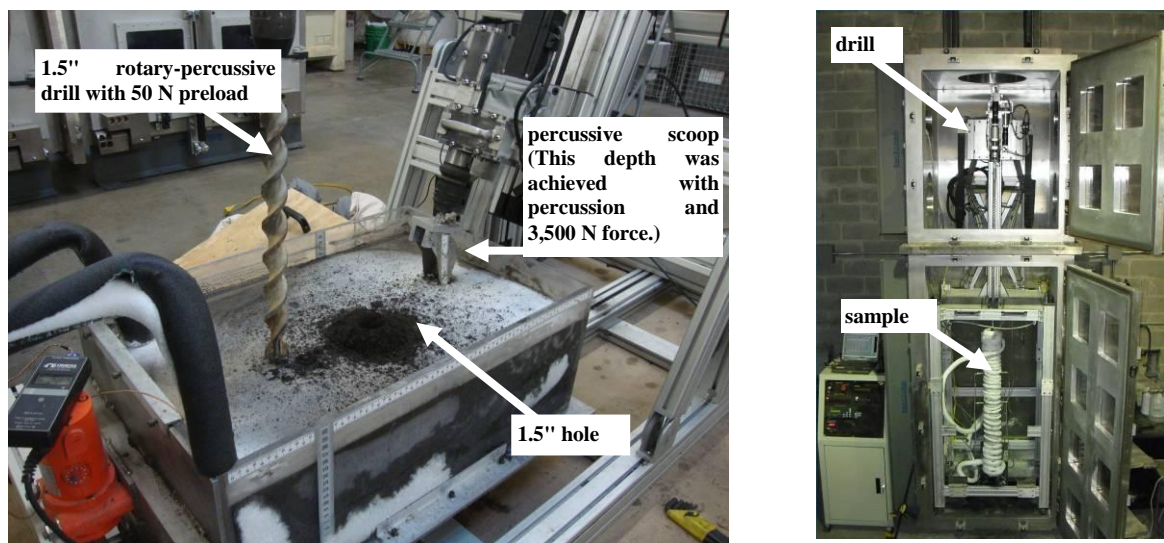 1.5" rotary-percussive
drill with 50 N preload
percussive scoop
(This depth was
achieved with
percussion and
3,500 N force.)
1.5" hole
drill
sample